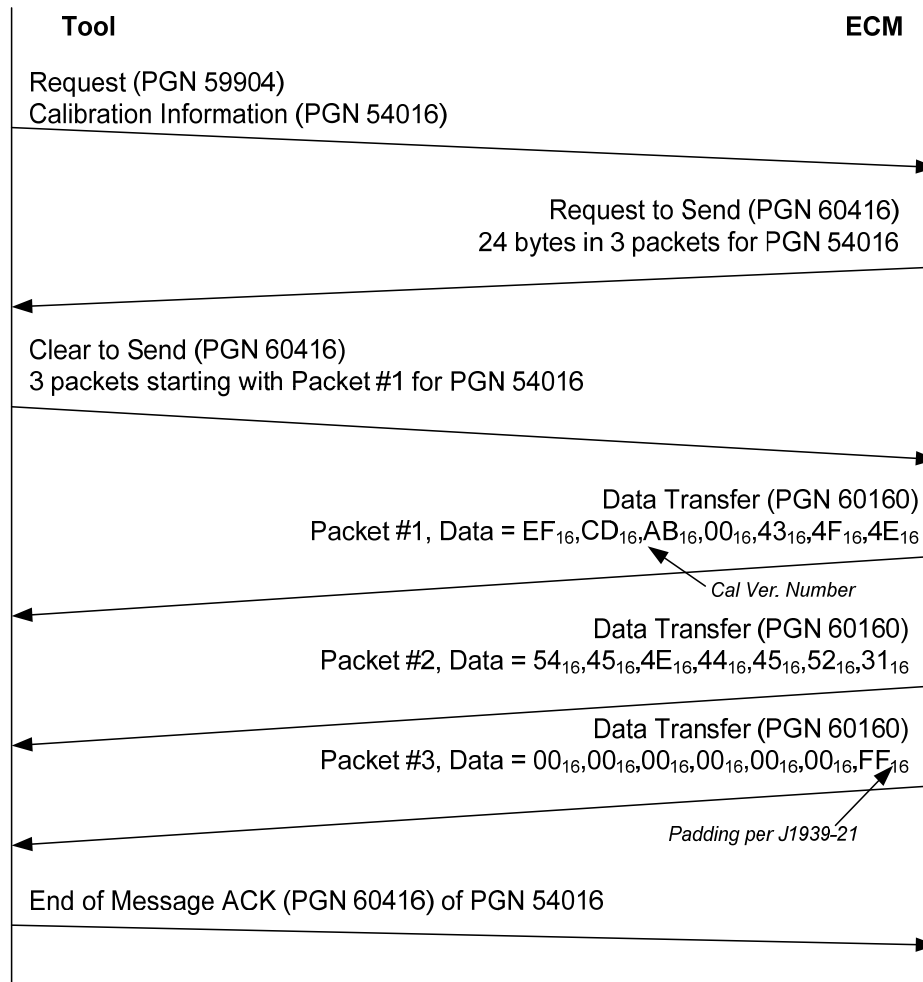 Tool ECM
Request (PGN 59904)
Calibration Information (PGN 54016)
Request to Send (PGN 60416)
24 bytes in 3 packets for PGN 54016
Clear to Send (PGN 60416)
3 packets starting with Packet #1 for PGN 54016
Data Transfer (PGN 60160)
Packet #1, Data = EF₁₆,CD₁₆,AB₁₆,00₁₆,43₁₆,4F₁₆,4E₁₆
Cal Ver. Number
Data Transfer (PGN 60160)
Packet #2, Data = 54₁₆,45₁₆,4E₁₆,44₁₆,45₁₆,52₁₆,31₁₆
Data Transfer (PGN 60160)
Packet #3, Data = 00₁₆,00₁₆,00₁₆,00₁₆,00₁₆,00₁₆,FF₁₆
Padding per J1939-21
End of Message ACK (PGN 60416) of PGN 54016